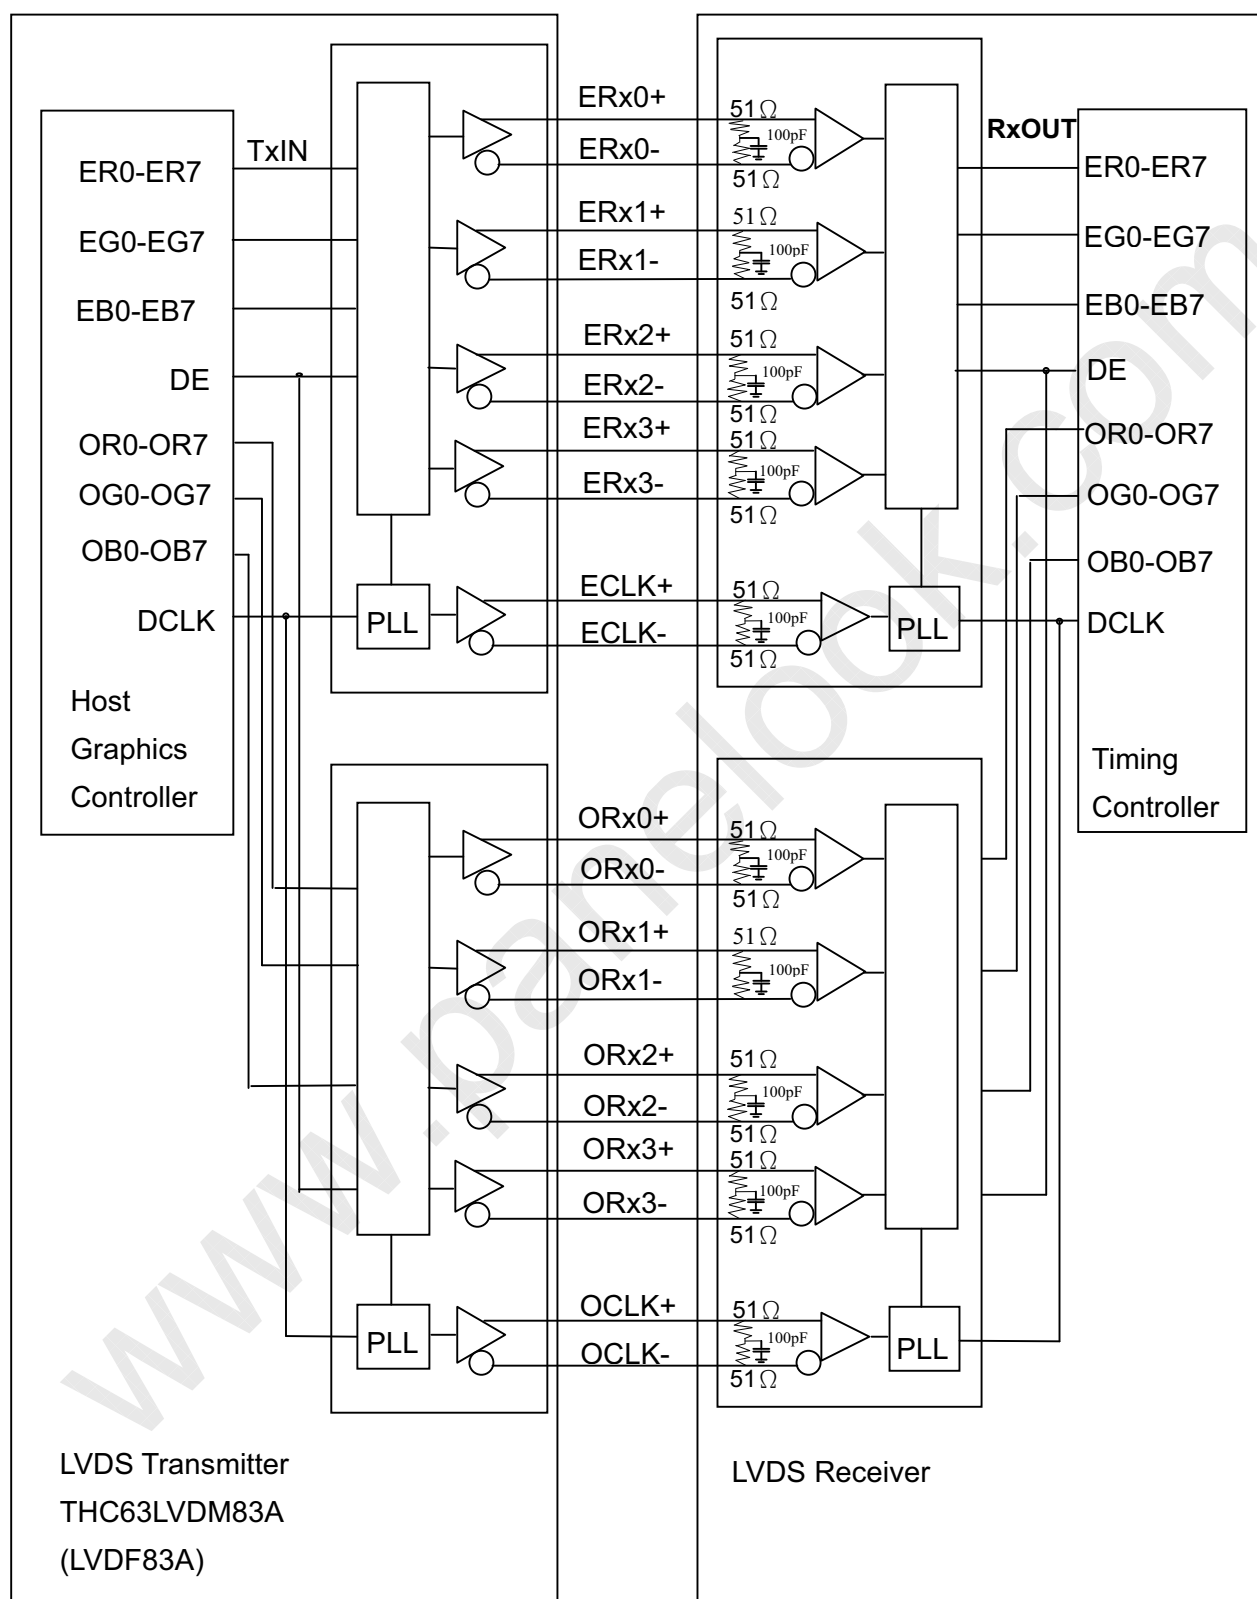 ERx0+
51Ω
100pF
RxOUT
TxIN
ERx0-
ER0-ER7
51Ω
ER0-ER7
ERx1+
51Ω
EG0-EG7
ERx1-
100pF
EG0-EG7
EB0-EB7
51Ω
EB0-EB7
ERx2+
51Ω
DE
ERx2-
100pF
DE
51Ω
OR0-OR7
ERx3+
51Ω
OR0-OR7
OG0-OG7
ERx3-
100pF
OG0-OG7
51Ω
OB0-OB7
OB0-OB7
ECLK+
51Ω
DCLK
PLL
100pF
PLL
DCLK
ECLK-
51Ω
Host
Graphics
Controller
Timing
Controller
ORx0+
51Ω
100pF
ORx0-
51Ω
ORx1+
51Ω
ORx1-
100pF
ORx2+
51Ω
100pF
ORx2-
51Ω
ORx3+
51Ω
ORx3-
100pF
51Ω
OCLK+
51Ω
PLL
100pF
PLL
OCLK-
51Ω
LVDS Transmitter
THC63LVDM83A
(LVDF83A)
LVDS Receiver
www.panelook.com